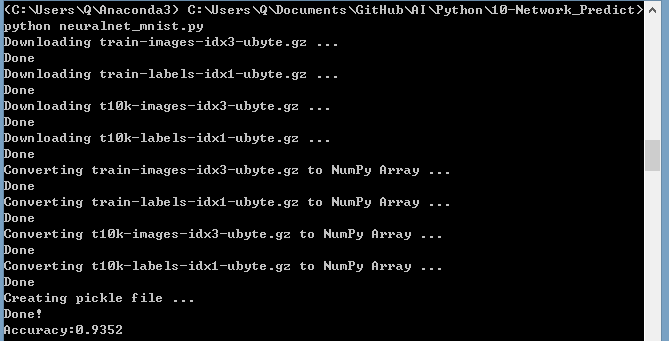 (C:\Users\Q\Anaconda3) C:\Users\Q\Documents\GitHub\AI\Python\10-Network_Predict>
python neuralnet_mnist.py
Downloading train-images-idx3-ubyte.gz ...
Done
Downloading train-labels-idx1-ubyte.gz ...
Done
Downloading t10k-images-idx3-ubyte.gz ...
Done
Downloading t10k-labels-idx1-ubyte.gz ...
Done
Converting train-images-idx3-ubyte.gz to NumPy Array ...
Done
Converting train-labels-idx1-ubyte.gz to NumPy Array ...
Done
Converting t10k-images-idx3-ubyte.gz to NumPy Array ...
Done
Converting t10k-labels-idx1-ubyte.gz to NumPy Array ...
Done
Creating pickle file ...
Done!
Accuracy:0.9352